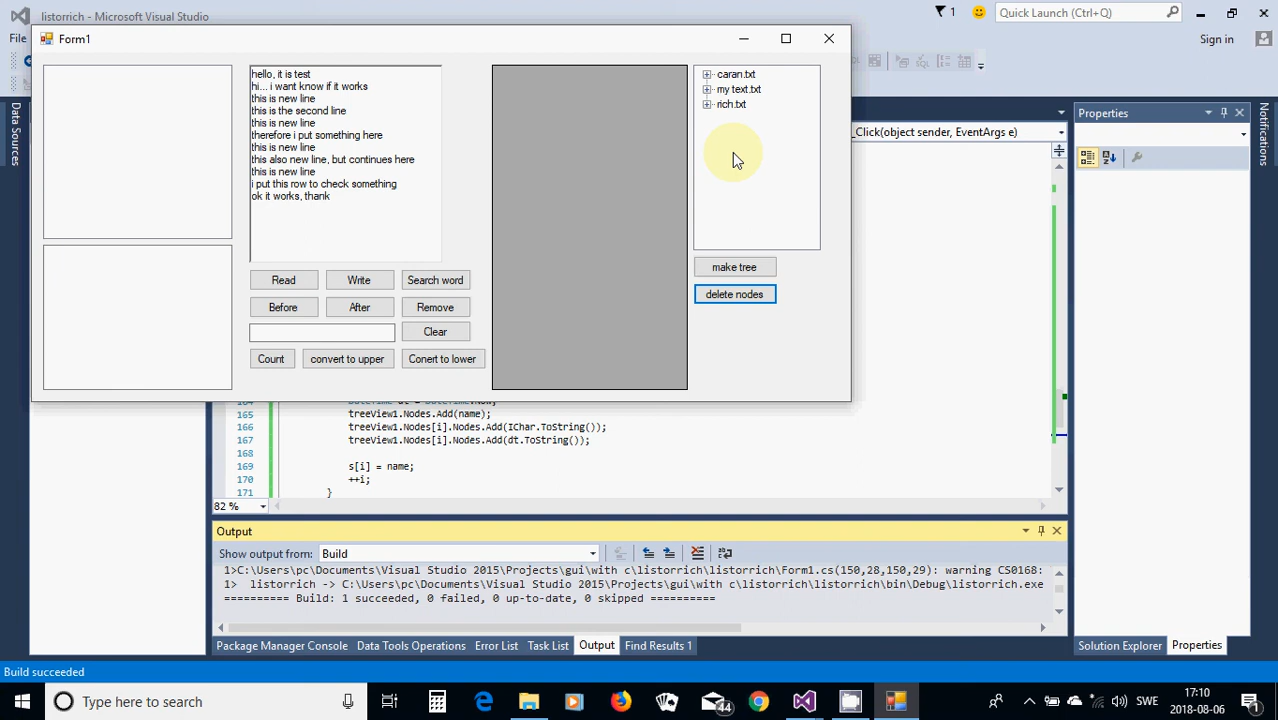 listorrich - Microsoft Visual Studio
1
Quick Launch (Ctrl+Q)
File
Sign in
Form1
hello, it is test
hi... i want know if it works
this is new line
this is the second line
this is new line
therefore i put something here
this is new line
this also new line, but continues here
this is new line
i put this row to check something
ok it works, thank
caran.txt
my text.txt
rich.txt
Read
Write
Search word
Before
After
Remove
Clear
Count
convert to upper
Conert to lower
make tree
delete nodes
Data Sources
_Click(object sender, EventArgs e)
Properties
Notifications
treeView1.Nodes.Add(name);
treeView1.Nodes[i].Nodes.Add(IChar.ToString());
treeView1.Nodes[i].Nodes.Add(dt.ToString());
s[i] = name;
++i;
}
165
166
167
168
169
170
171
82 %
Output
Show output from:
Build
1>C:\Users\pc\Documents\Visual Studio 2015\Projects\gui\with c\listorrich\listorrich\Form1.cs(150,28,150,29): warning CS0168:
1>  listorrich -> C:\Users\pc\Documents\Visual Studio 2015\Projects\gui\with c\listorrich\listorrich\bin\Debug\listorrich.exe
========== Build: 1 succeeded, 0 failed, 0 up-to-date, 0 skipped ==========
Package Manager Console
Data Tools Operations
Error List
Task List
Output
Find Results 1
Solution Explorer
Properties
Build succeeded
Type here to search
44
SWE
17:10
2018-08-06
1